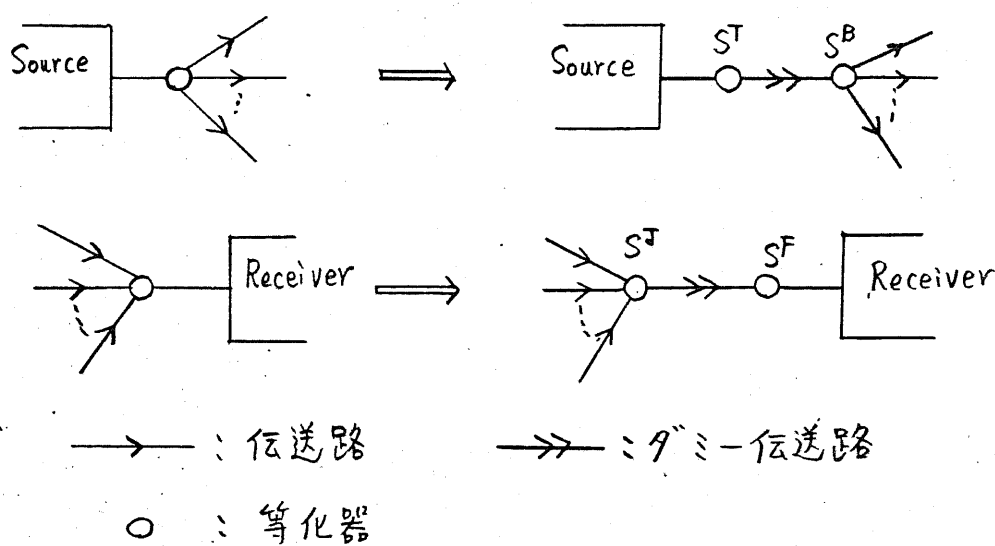 Source
Source S^T S^B
Receiver
S^J S^F Receiver
: 伝送路
: ダミー伝送路
: 等化器